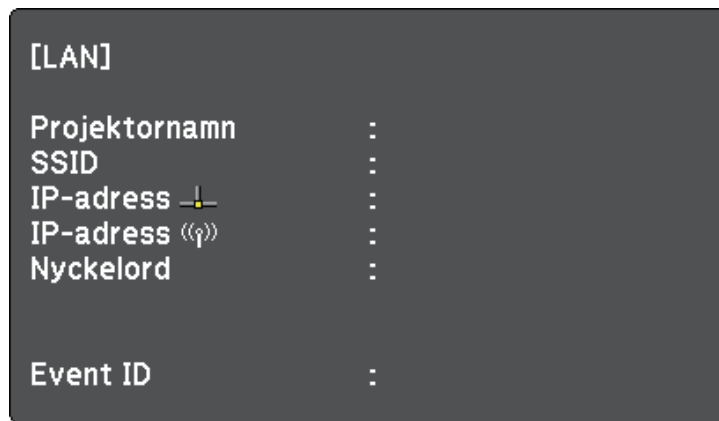 [LAN]
Projektornamn :
SSID :
IP-adress :
IP-adress :
Nyckelord :
Event ID :